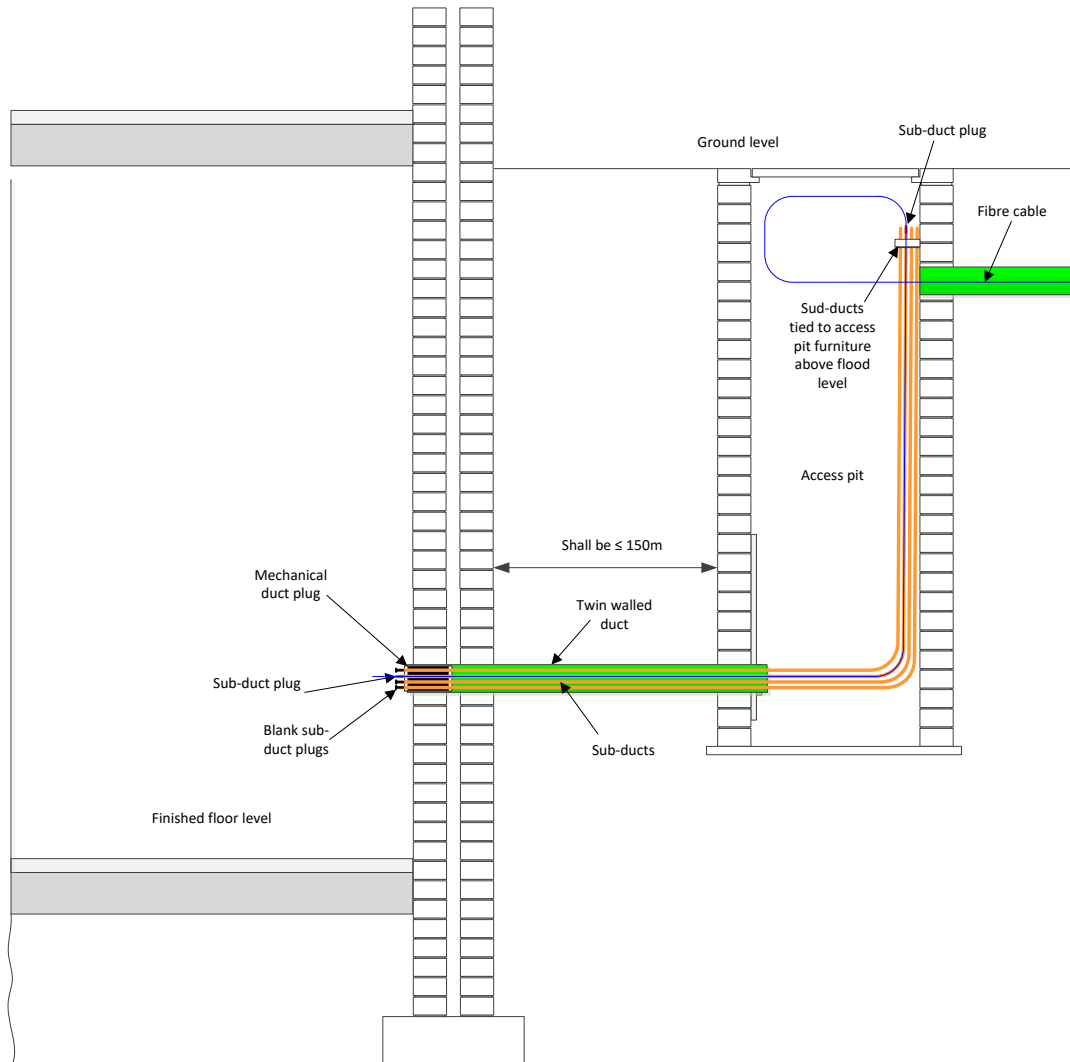 Sub-duct plug
Ground level
Fibre cable
Sud-ducts
tied to access
pit furniture
above flood
level
Access pit
Shall be ≤ 150m
Mechanical
duct plug
Twin walled
duct
Sub-duct plug
Blank sub-
duct plugs
Sub-ducts
Finished floor level